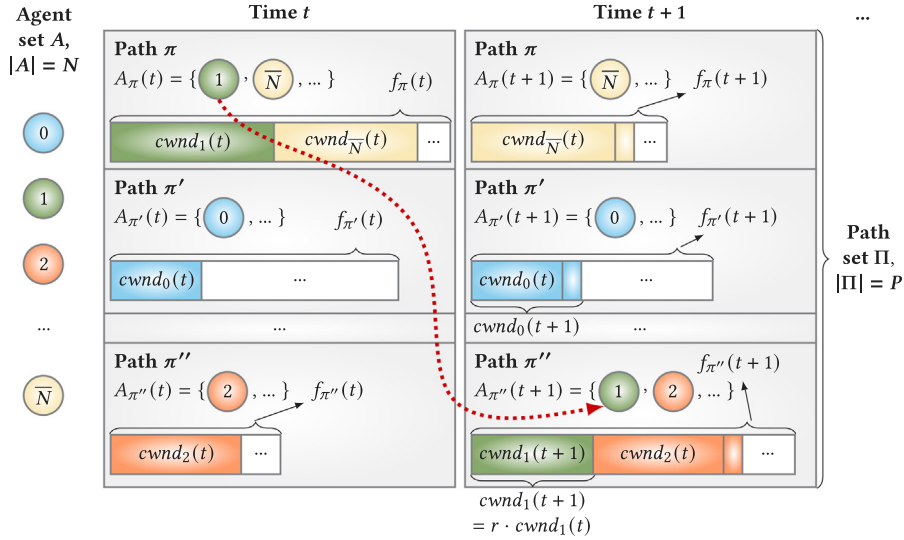 Agent
set A,
|A| = N
0
1
2
...
N̅
Time t
Path π
A_π(t) = { 1 , N̅ , ... }
f_π(t)
cwnd_1(t)
cwnd_N̅(t)
...
Path π′
A_π′(t) = { 0 , ... }
f_π′(t)
cwnd_0(t)
...
...
Path π′′
A_π′′(t) = { 2 , ... }
f_π′′(t)
cwnd_2(t)
...
Time t + 1
Path π
A_π(t+1) = { N̅ , ... }
f_π(t+1)
cwnd_N̅(t)
...
Path π′
A_π′(t+1) = { 0 , ... }
f_π′(t+1)
cwnd_0(t)
...
cwnd_0(t+1)
...
Path π′′
f_π′′(t+1)
A_π′′(t+1) = { 1 , 2 , ... }
cwnd_1(t+1)
cwnd_2(t)
...
cwnd_1(t+1)
= r · cwnd_1(t)
...
Path
set Π,
|Π| = P